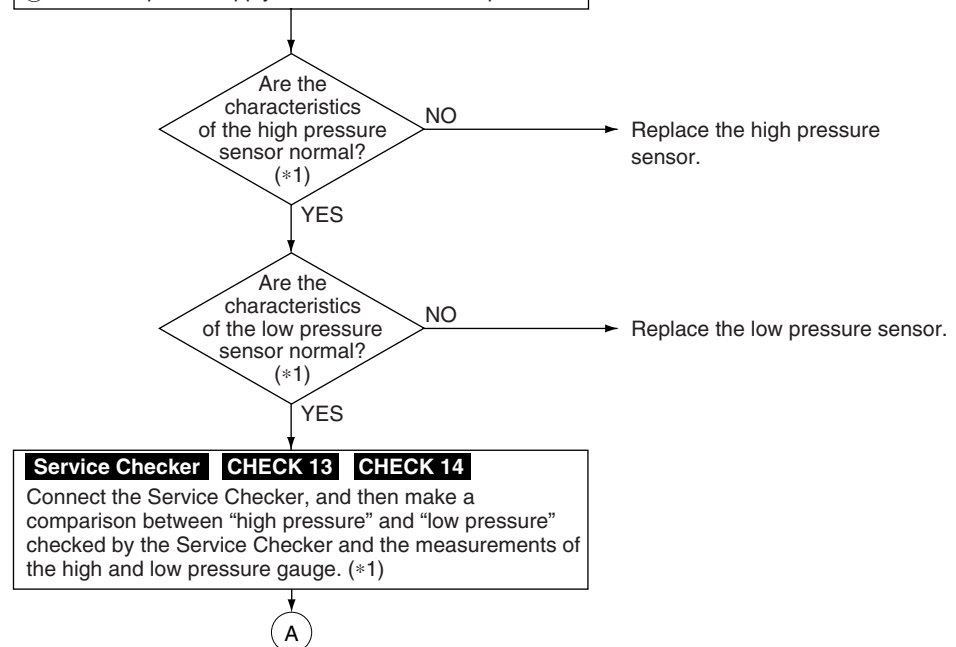 Are the
characteristics
of the high pressure
sensor normal?
(*1)
NO
Replace the high pressure
sensor.
YES
Are the
characteristics
of the low pressure
sensor normal?
(*1)
NO
Replace the low pressure sensor.
YES
Service Checker CHECK 13 CHECK 14
Connect the Service Checker, and then make a
comparison between “high pressure” and “low pressure”
checked by the Service Checker and the measurements of
the high and low pressure gauge. (*1)
A